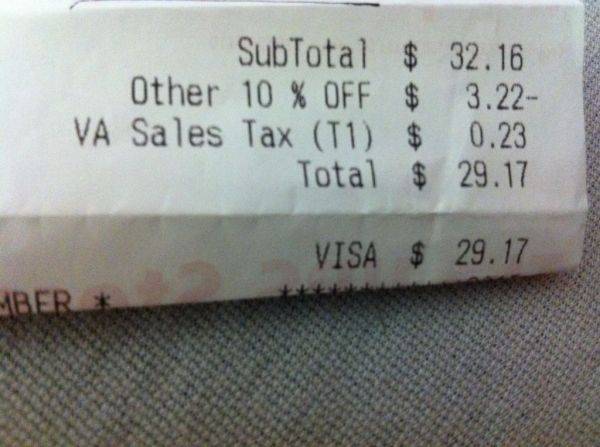 SubTotal $ 32.16
Other 10 % OFF $ 3.22-
VA Sales Tax (T1) $ 0.23
Total $ 29.17
VISA $ 29.17
MBER * **********